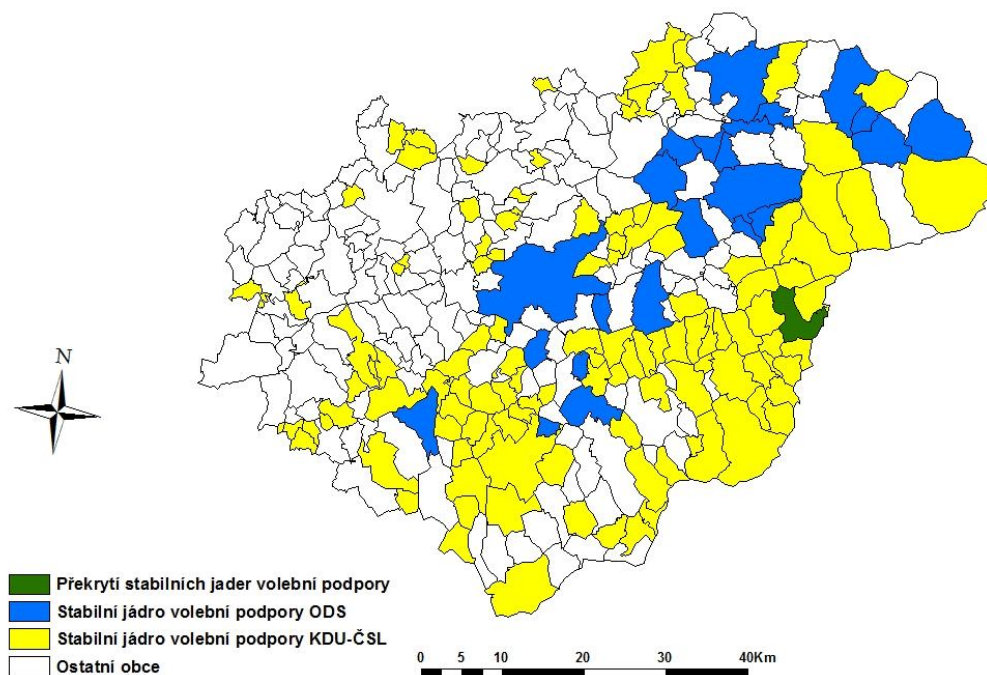 N
Překrytí stabilních jader volební podpory
Stabilní jádro volební podpory ODS
Stabilní jádro volební podpory KDU-ČSL
Ostatní obce
0 5 10 20 30 40Km